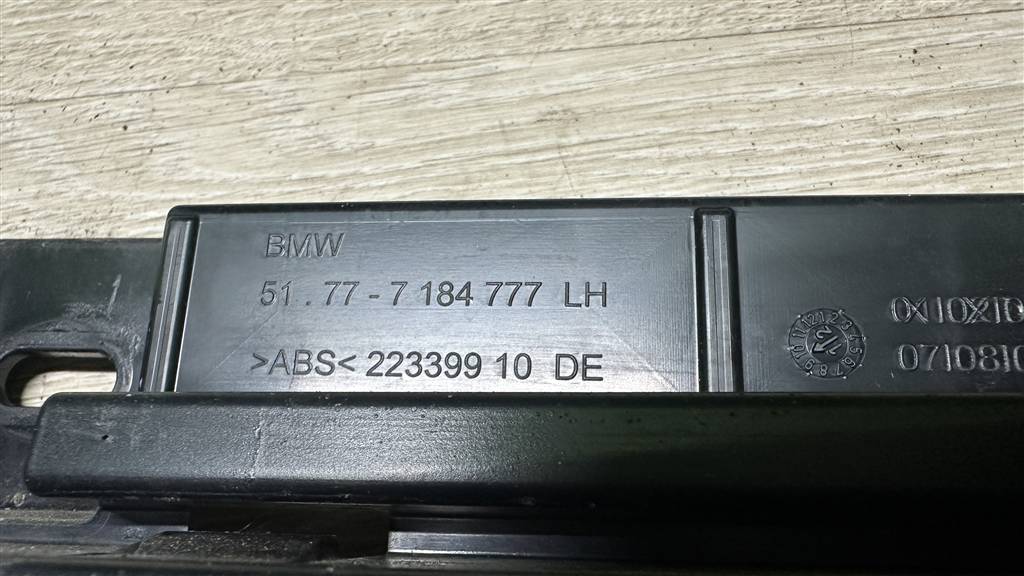 BMW
51.77-7 184 777 LH
>ABS< 223399 10 DE